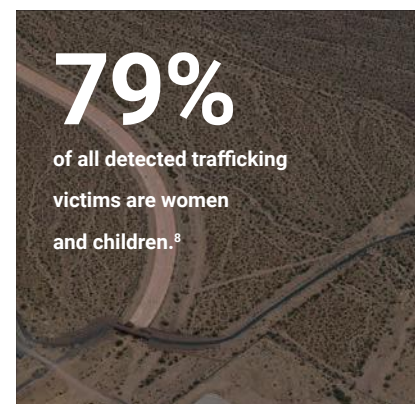 79%
of all detected trafficking
victims are women
and children.⁸